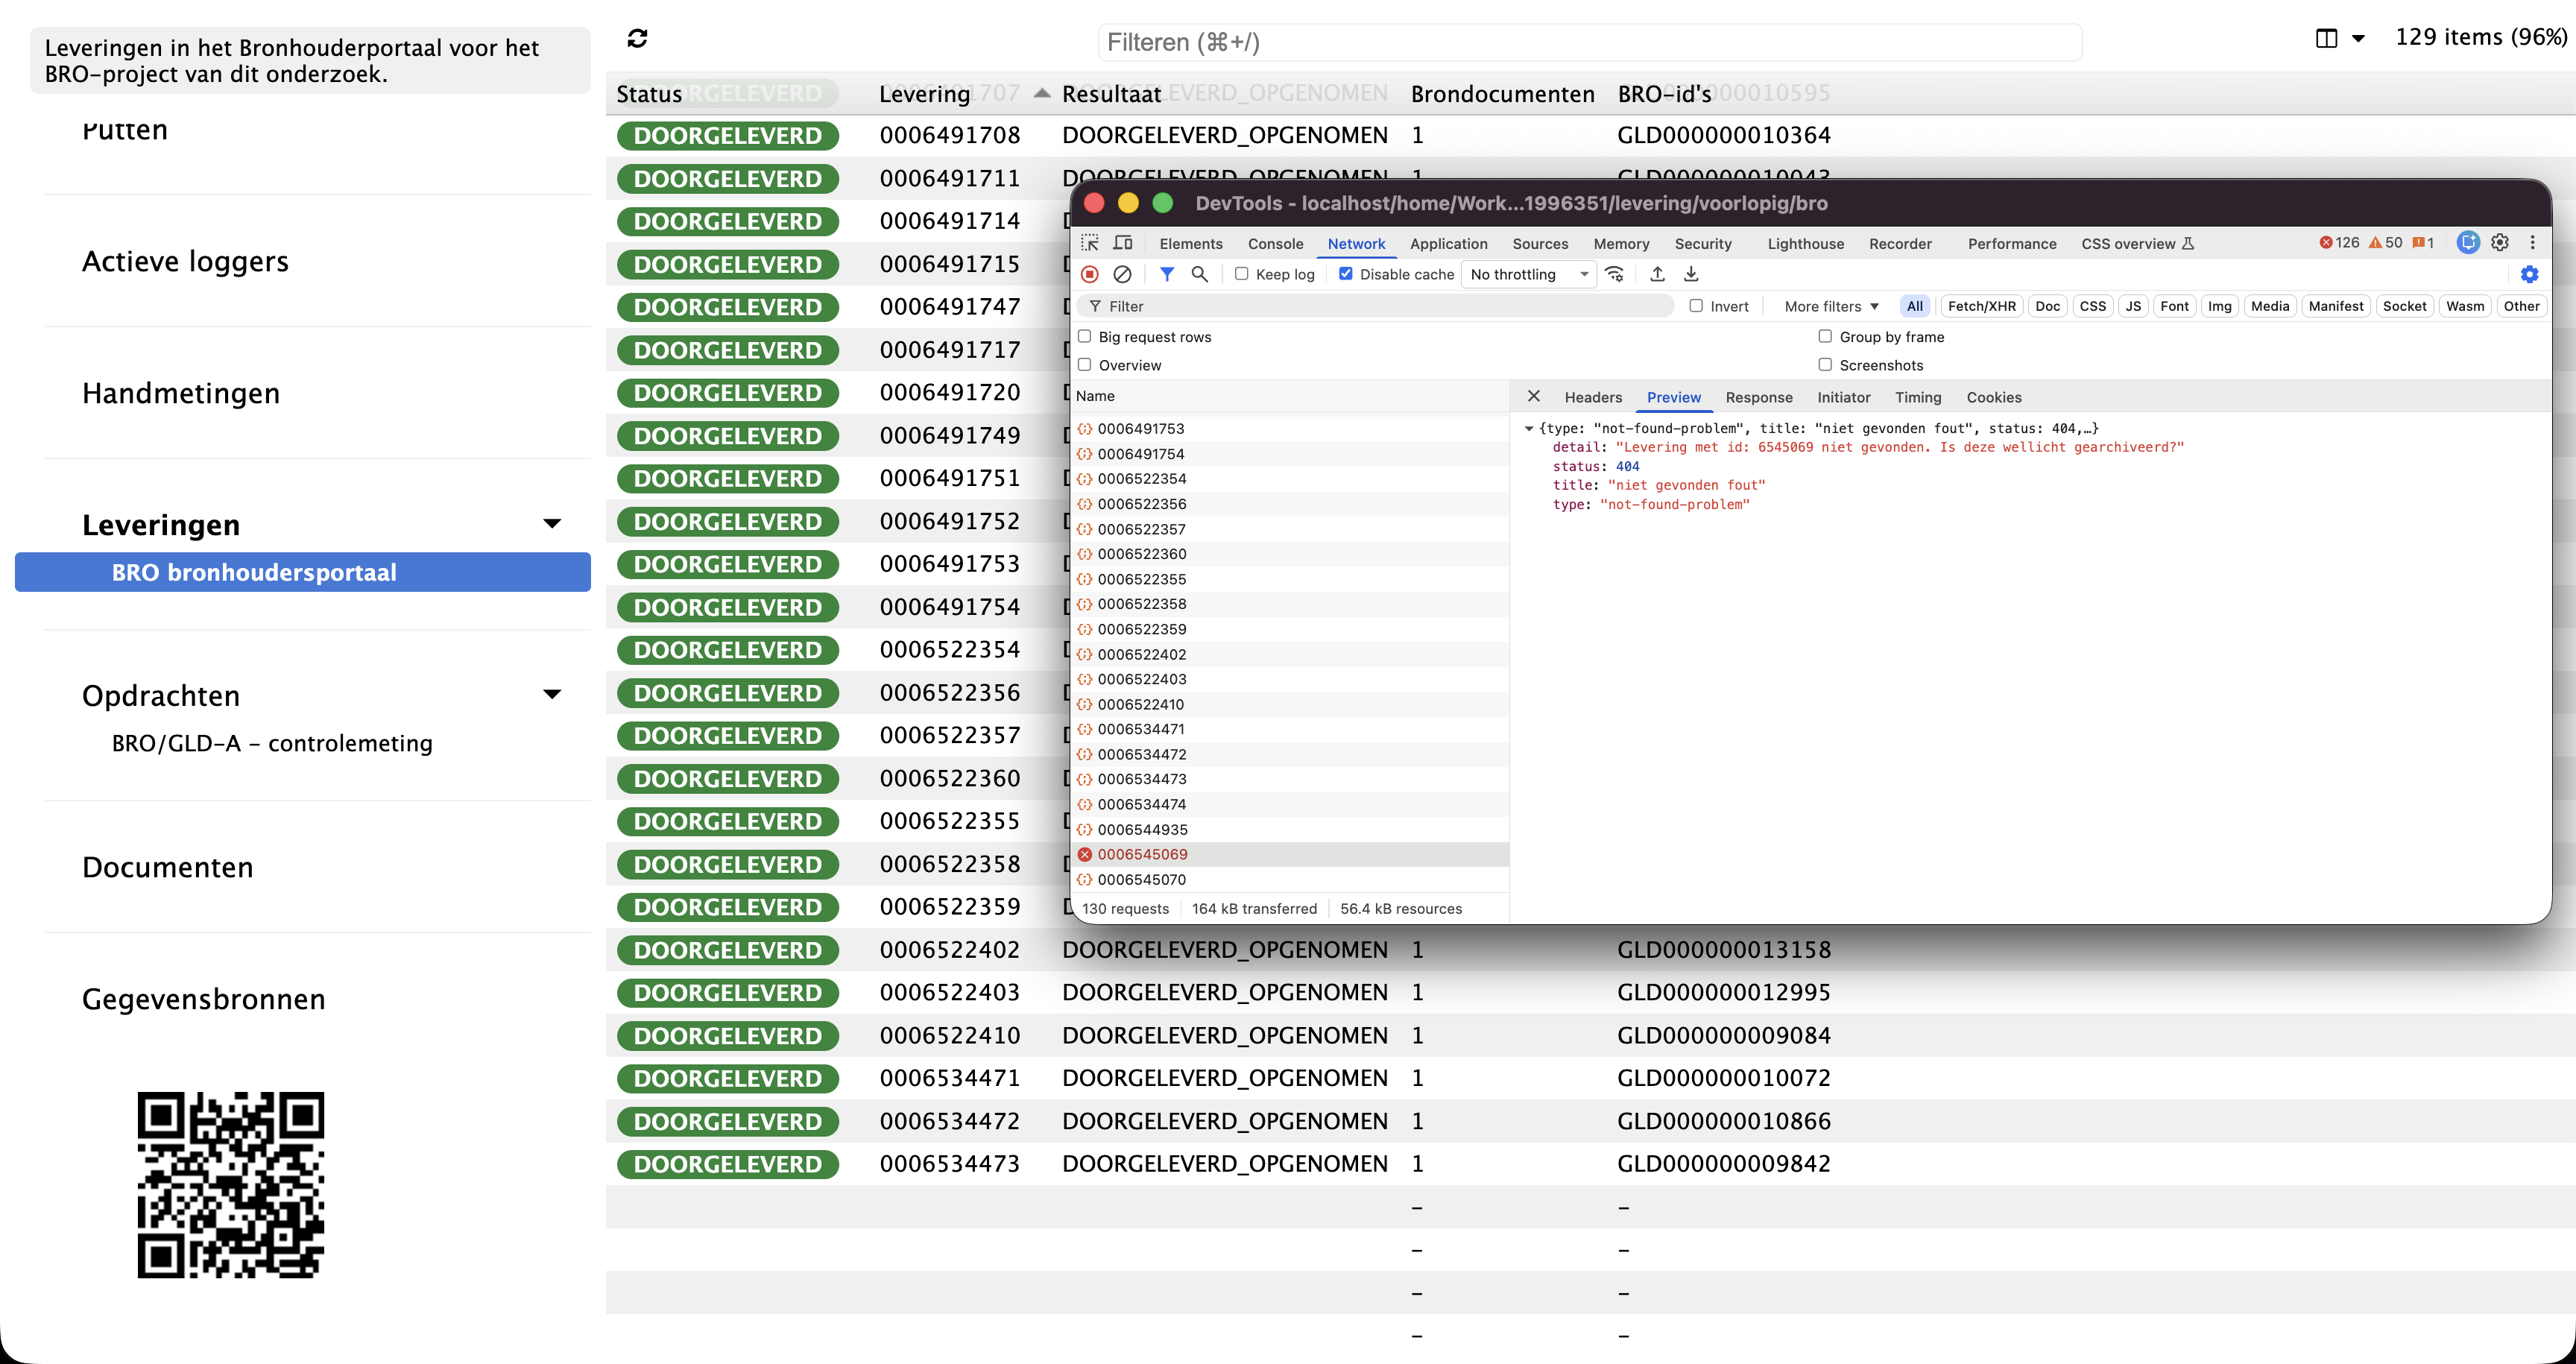 Leveringen in het Bronhouderportaal voor het
BRO-project van dit onderzoek.
Putten
Actieve loggers
Handmetingen
Leveringen
BRO bronhoudersportaal
Opdrachten
BRO/GLD-A - controlemeting
Documenten
Gegevensbronnen
Filteren (⌘+/)
129 items (96%)
Status Levering Resultaat Brondocumenten BRO-id's
DOORGELEVERD 0006491708 DOORGELEVERD_OPGENOMEN 1 GLD000000010364
DOORGELEVERD 0006491711 DOORGELEVERD_OPGENOMEN 1 GLD000000010043
DOORGELEVERD 0006491714
DOORGELEVERD 0006491715
DOORGELEVERD 0006491747
DOORGELEVERD 0006491717
DOORGELEVERD 0006491720
DOORGELEVERD 0006491749
DOORGELEVERD 0006491751
DOORGELEVERD 0006491752
DOORGELEVERD 0006491753
DOORGELEVERD 0006491754
DOORGELEVERD 0006522354
DOORGELEVERD 0006522356
DOORGELEVERD 0006522357
DOORGELEVERD 0006522360
DOORGELEVERD 0006522355
DOORGELEVERD 0006522358
DOORGELEVERD 0006522359
DOORGELEVERD 0006522402 DOORGELEVERD_OPGENOMEN 1 GLD000000013158
DOORGELEVERD 0006522403 DOORGELEVERD_OPGENOMEN 1 GLD000000012995
DOORGELEVERD 0006522410 DOORGELEVERD_OPGENOMEN 1 GLD000000009084
DOORGELEVERD 0006534471 DOORGELEVERD_OPGENOMEN 1 GLD000000010072
DOORGELEVERD 0006534472 DOORGELEVERD_OPGENOMEN 1 GLD000000010866
DOORGELEVERD 0006534473 DOORGELEVERD_OPGENOMEN 1 GLD000000009842
- -
- -
- -
- -
DevTools - localhost/home/Work...1996351/levering/voorlopig/bro
Elements Console Network Application Sources Memory Security Lighthouse Recorder Performance CSS overview 126 50 1
Keep log Disable cache No throttling
Filter Invert More filters All Fetch/XHR Doc CSS JS Font Img Media Manifest Socket Wasm Other
Big request rows Group by frame
Overview Screenshots
Name
0006491753
0006491754
0006522354
0006522356
0006522357
0006522360
0006522355
0006522358
0006522359
0006522402
0006522403
0006522410
0006534471
0006534472
0006534473
0006534474
0006544935
0006545069
0006545070
130 requests 164 kB transferred 56.4 kB resources
Headers Preview Response Initiator Timing Cookies
{type: "not-found-problem", title: "niet gevonden fout", status: 404,…}
detail: "Levering met id: 6545069 niet gevonden. Is deze wellicht gearchiveerd?"
status: 404
title: "niet gevonden fout"
type: "not-found-problem"